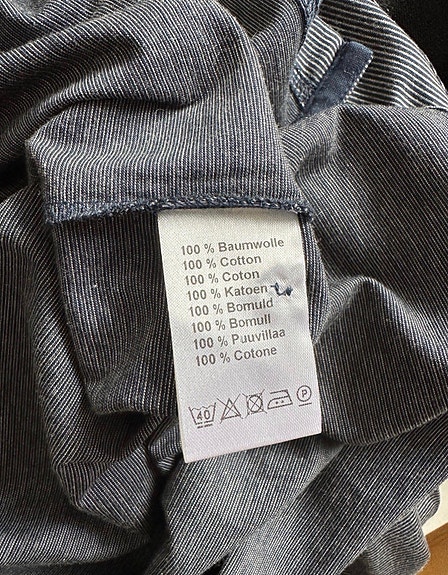 100 % Baumwolle
100 % Cotton
100 % Coton
100 % Katoen
100 % Bomuld
100 % Bomull
100 % Puuvillaa
100 % Cotone
40 P